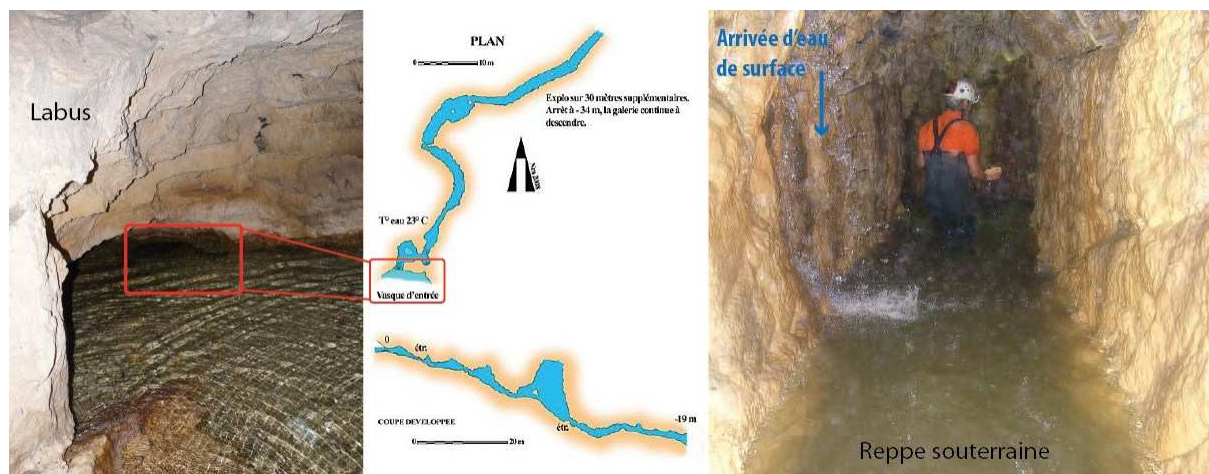 Labus
PLAN
0 10 m
Explo sur 30 mètres supplémentaires.
Arrêt à - 34 m, la galerie continue à
descendre.
T° eau 23° C
Vasque d'entrée
0
étr.
étr.
-19 m
COUPE DEVELOPPEE
0 20 m
Arrivée d'eau
de surface
Reppe souterraine